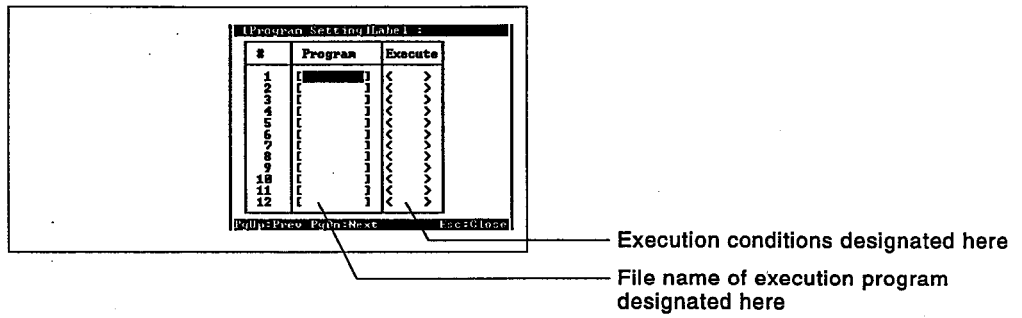 [Program Setting]Label :
# Program Execute
1 [ ] < >
2 [ ] < >
3 [ ] < >
4 [ ] < >
5 [ ] < >
6 [ ] < >
7 [ ] < >
8 [ ] < >
9 [ ] < >
10 [ ] < >
11 [ ] < >
12 [ ] < >
PgUp:Prev PgDn:Next Esc:Close
Execution conditions designated here
File name of execution program
designated here